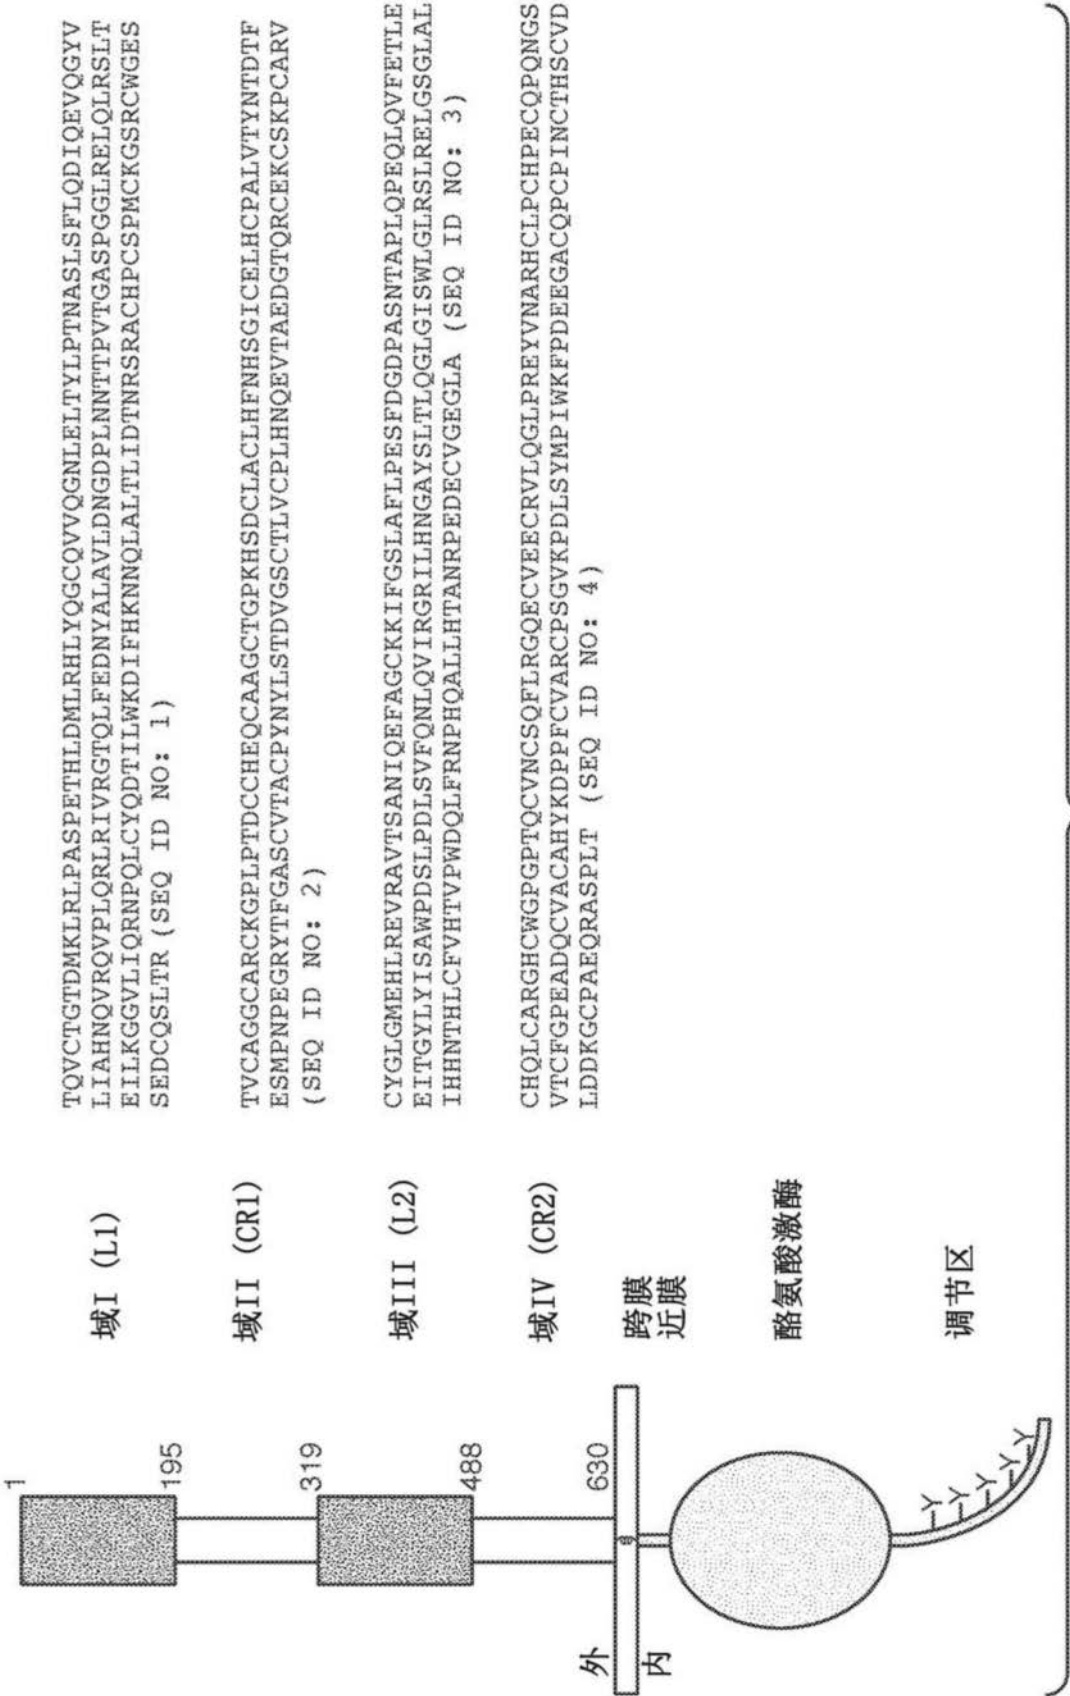 1
195
319
488
630
外
内
域I (L1)
TQVCTGTDMKLRLPASPETHLDMLRHLYQGCQVVQGNLELTYLPTNASLSFLQDIQEVQGYV
LIAHNQVRQVPLQRLRIVRGTQLFEDNYALAVLDNGDPLNNTTPVTGASPGGLRELQLRSLT
EILKGGVLIQRNPQLCYQDTILWKDIFHKNNQLALTLIDTNRSRACHPCSPMCKGSRCWGES
SEDCQSLTR (SEQ ID NO: 1)
域II (CR1)
TVCAGGCARCKGPLPTDCCHEQCAAGCTGPKHSDCLACLHFNHSGICELHCPALVTYNTDTF
ESMPNPEGRYTFGASCVTACPYNYLSTDVGSCTLVCPLHNQEVTAEDGTQRCEKCSKPCARV
(SEQ ID NO: 2)
域III (L2)
CYGLGMEHLREVRAVTSANIQEFAGCKKIFGSLAFLPESFDGDPASNTAPLQPEQLQVFETLE
EITGYLYISAWPDSLPDLSVFQNLQVIRGRILHNGAYSLTLQGLGISWLGLRSLRELGSGLAL
IHHNTHLCFVHTVPWDQLFRNPHQALLHTANRPEDECVGEGLA (SEQ ID NO: 3)
域IV (CR2)
CHQLCARGHCWGPGPTQCVNCSQFLRGQECVEECRVLQGLPREYVNARHCLPCHPECQPQNGS
VTCFGPEADQCVACAHYKDPPFCVARCPSGVKPDLSYMPIWKFPDEEGACQPCPINCTHSCVD
LDDKGCPAEQRASPLT (SEQ ID NO: 4)
跨膜
近膜
酪氨酸激酶
调节区
Y
Y
Y
Y
Y